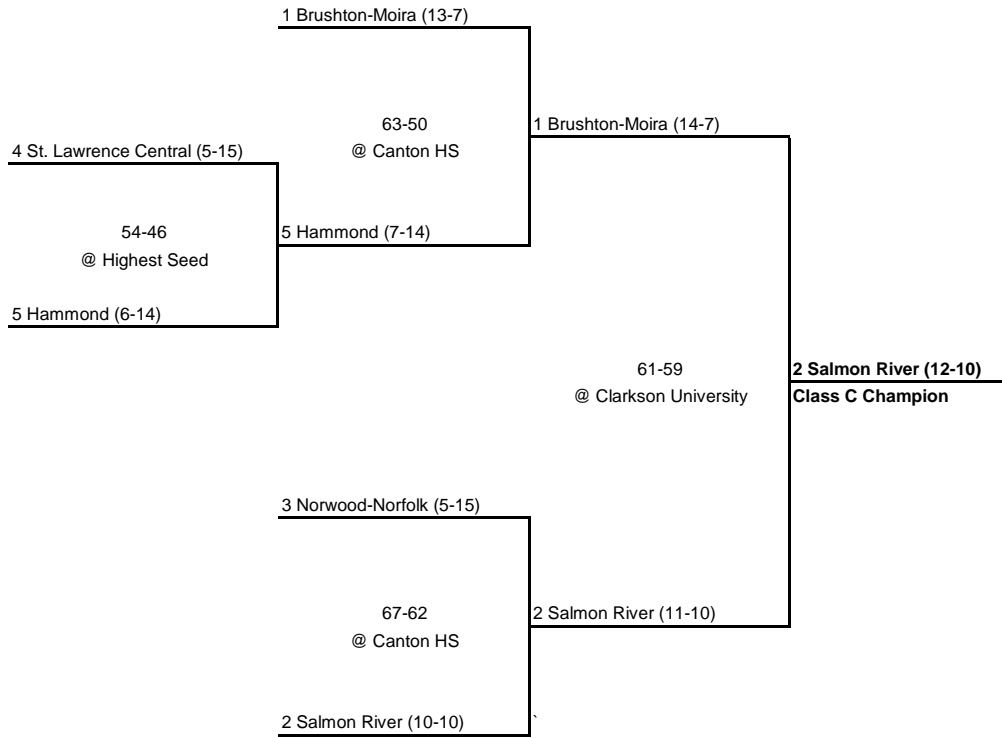 1 Brushton-Moira (13-7)
63-50
@ Canton HS
1 Brushton-Moira (14-7)
4 St. Lawrence Central (5-15)
54-46
@ Highest Seed
5 Hammond (7-14)
5 Hammond (6-14)
61-59
@ Clarkson University
2 Salmon River (12-10)
Class C Champion
3 Norwood-Norfolk (5-15)
67-62
@ Canton HS
2 Salmon River (11-10)
2 Salmon River (10-10)
`